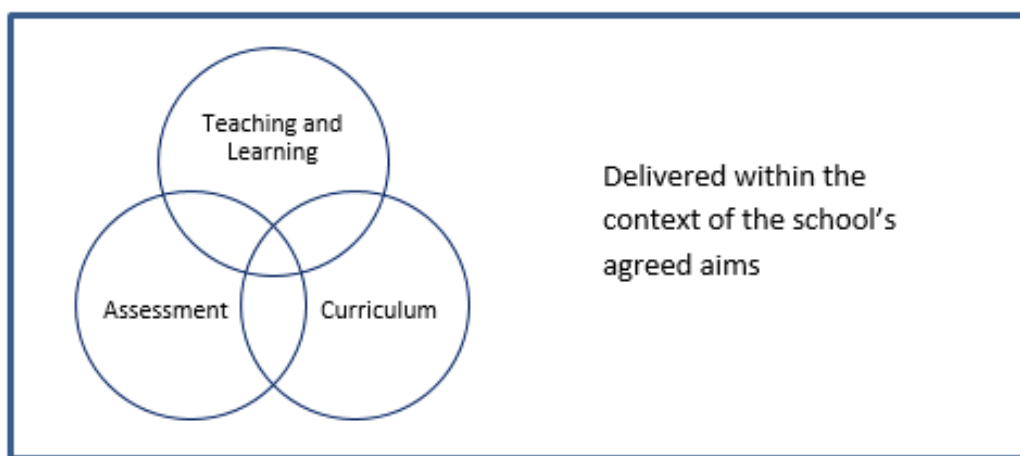 Teaching and
Learning
Assessment
Curriculum
Delivered within the
context of the school’s
agreed aims